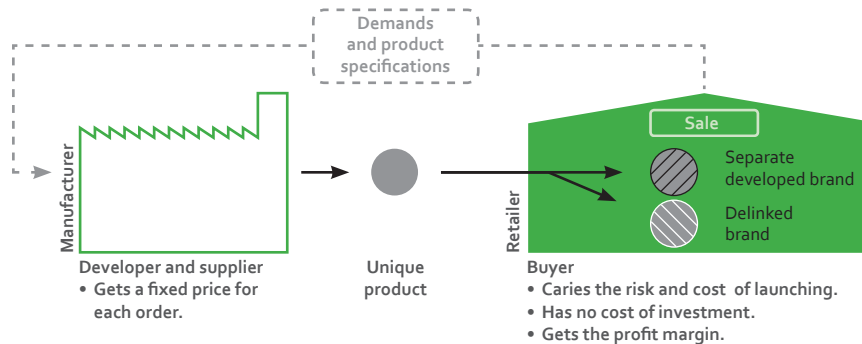 Demands
and product
specifications
Sale
Separate
developed brand
Delinked
brand
Manufacturer
Retailer
Developer and supplier
• Gets a fixed price for
each order.
Unique
product
Buyer
• Caries the risk and cost of launching.
• Has no cost of investment.
• Gets the profit margin.